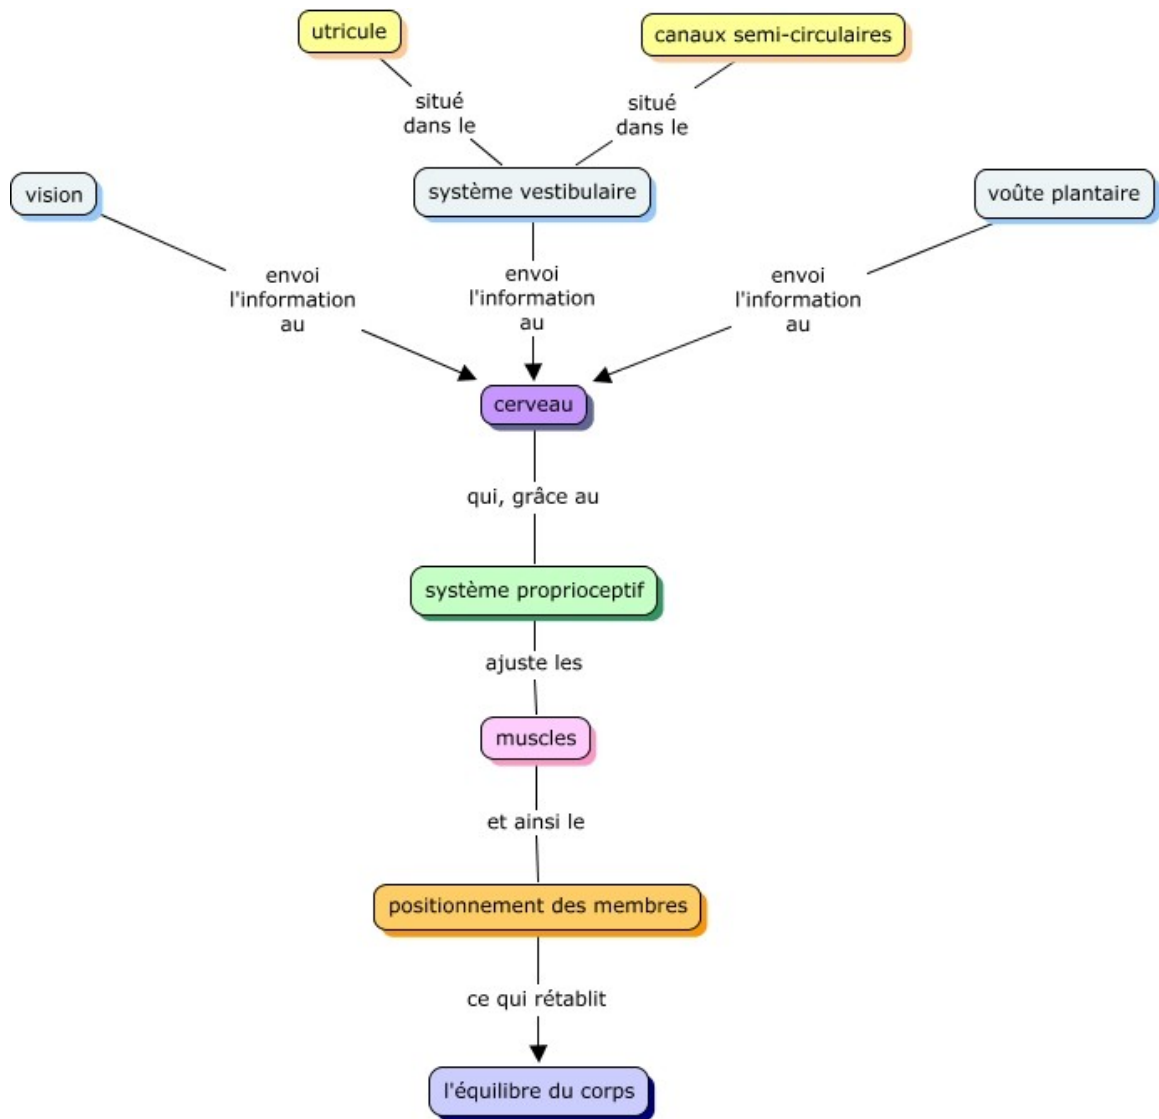 utricule
canaux semi-circulaires
situé
dans le
situé
dans le
vision
système vestibulaire
voûte plantaire
envoi
l'information
au
envoi
l'information
au
envoi
l'information
au
cerveau
qui, grâce au
système proprioceptif
ajuste les
muscles
et ainsi le
positionnement des membres
ce qui rétablit
l'équilibre du corps